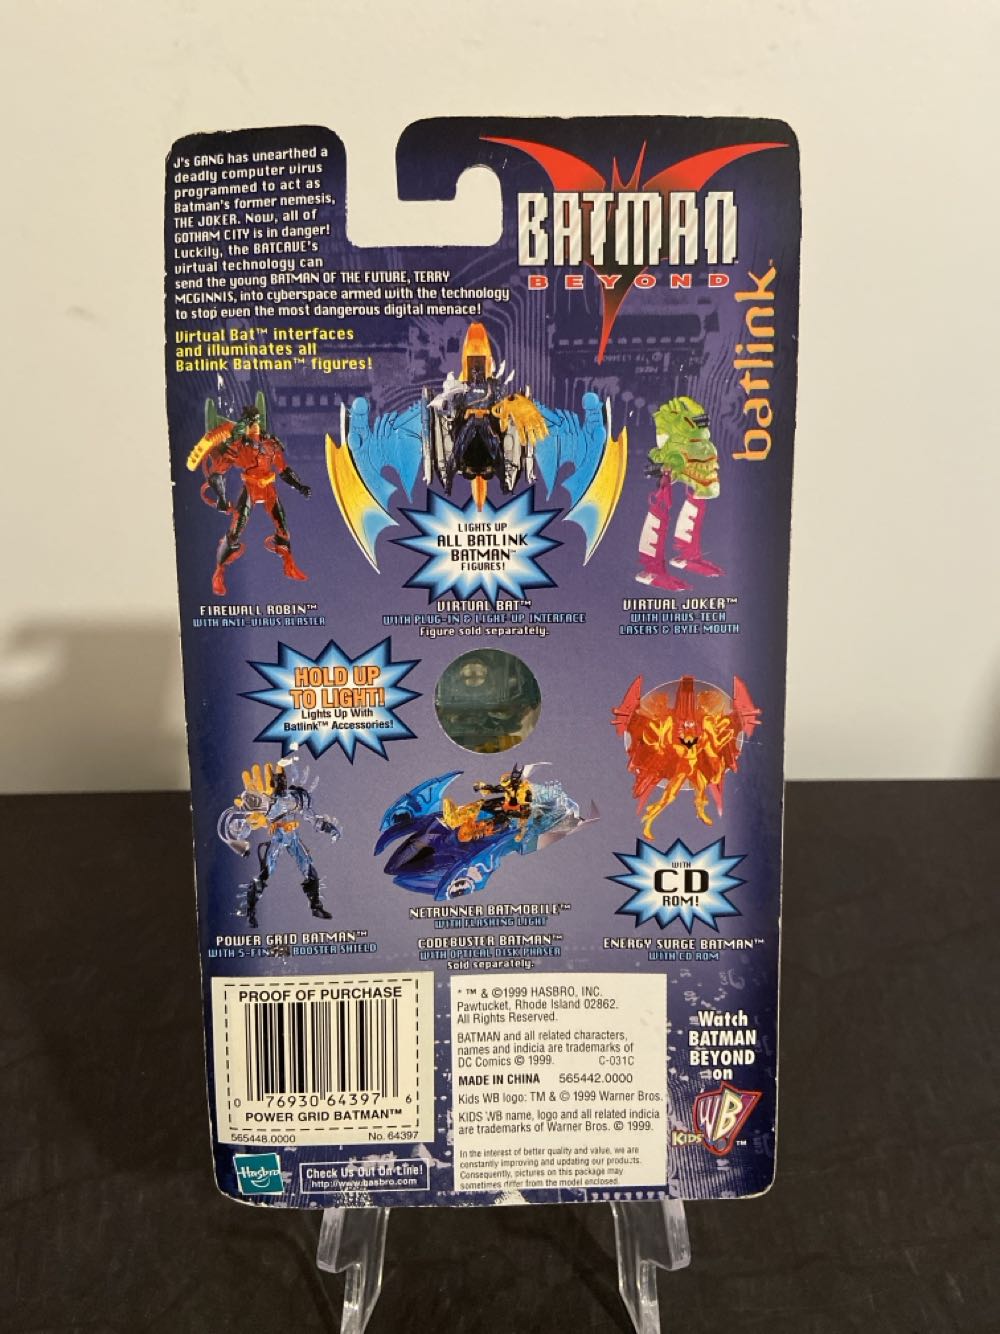 J's GANG has unearthed a
deadly computer virus
programmed to act as
Batman's former nemesis,
THE JOKER. Now, all of
GOTHAM CITY is in danger!
Luckily, the BATCAVE's
virtual technology can
send the young BATMAN OF THE FUTURE, TERRY
MCGINNIS, into cyberspace armed with the technology
to stop even the most dangerous digital menace!
Virtual Bat™ interfaces
and illuminates all
Batlink Batman™ figures!
BATMAN
BEYOND
batlink™
LIGHTS UP
ALL BATLINK
BATMAN™
FIGURES!
FIREWALL ROBIN™
WITH ANTI-VIRUS BLASTER
VIRTUAL BAT™
WITH PLUG-IN & LIGHT-UP INTERFACE
Figure sold separately.
VIRTUAL JOKER™
WITH VIRUS-TECH
LASERS & BYTE MOUTH
HOLD UP
TO LIGHT!
Lights Up With
Batlink™ Accessories!
POWER GRID BATMAN™
BOOSTER SHIELD
NETRUNNER BATMOBILE™
WITH FLASHING LIGHT
CODEBUSTER BATMAN™
WITH OPTICAL DISK PHASER
Sold separately.
WITH
CD
ROM!
ENERGY SURGE BATMAN™
WITH CD ROM
PROOF OF PURCHASE
0 76930 64397 6
POWER GRID BATMAN™
565448.0000 No. 64397
Hasbro
Check Us Out On-Line!
http://www.hasbro.com
* ™ & ©1999 HASBRO, INC.
Pawtucket, Rhode Island 02862.
All Rights Reserved.
BATMAN and all related characters,
names and indicia are trademarks of
DC Comics © 1999. C-031C
MADE IN CHINA 565442.0000
Kids WB logo: TM & © 1999 Warner Bros.
KIDS WB name, logo and all related indicia
are trademarks of Warner Bros. © 1999.
In the interest of better quality and value, we are
constantly improving and updating our products.
Consequently, pictures on this package may
sometimes differ from the model enclosed.
Watch
BATMAN
BEYOND
on
KIDS WB™